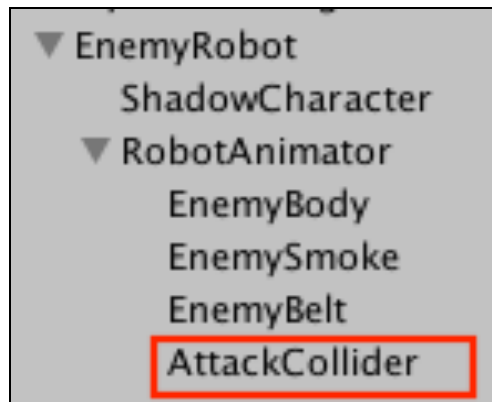 EnemyRobot
ShadowCharacter
RobotAnimator
EnemyBody
EnemySmoke
EnemyBelt
AttackCollider